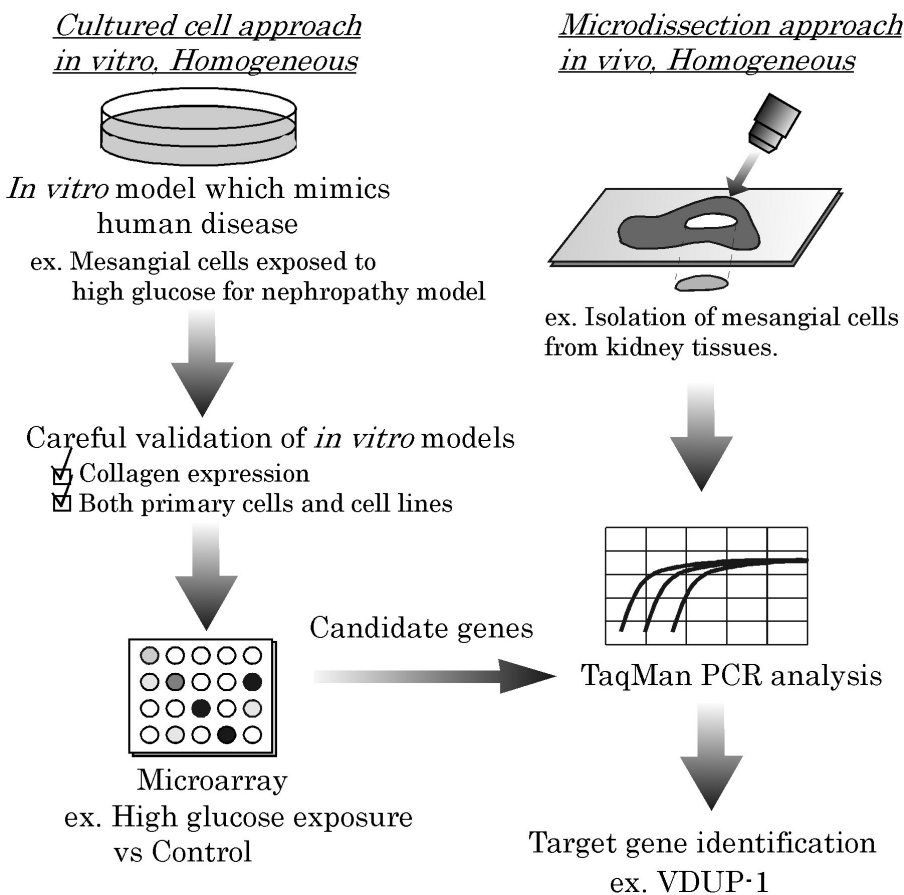 Cultured cell approach
in vitro, Homogeneous
In vitro model which mimics
human disease
ex. Mesangial cells exposed to
high glucose for nephropathy model
Careful validation of in vitro models
Collagen expression
Both primary cells and cell lines
Microarray
ex. High glucose exposure
vs Control
Candidate genes
Microdissection approach
in vivo, Homogeneous
ex. Isolation of mesangial cells
from kidney tissues.
TaqMan PCR analysis
Target gene identification
ex. VDUP-1